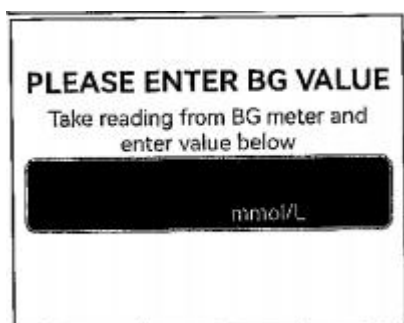 PLEASE ENTER BG VALUE
Take reading from BG meter and
enter value below
mmol/L